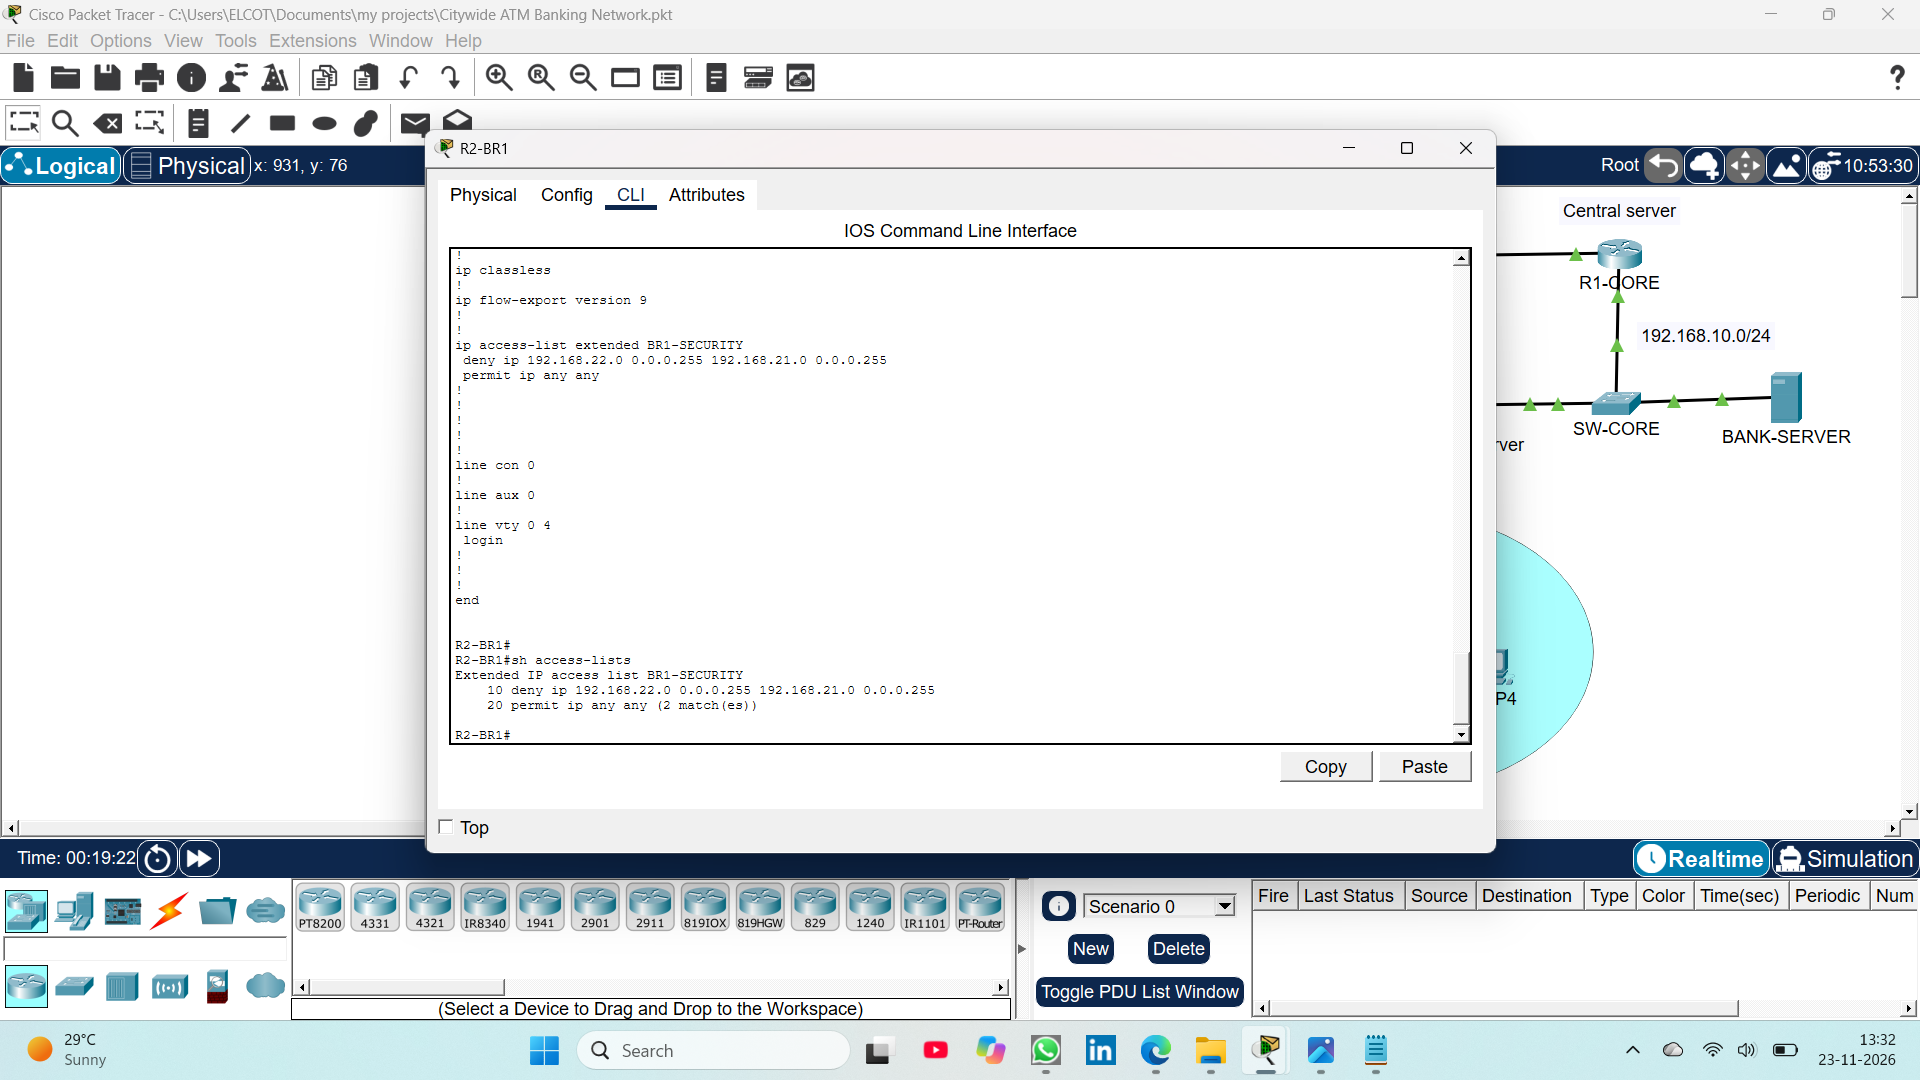 Cisco Packet Tracer - C:\Users\ELCOT\Documents\my projects\Citywide ATM Banking Network.pkt
File Edit Options View Tools Extensions Window Help
Logical Physical x: 931, y: 76
Root 10:53:30
R2-BR1
Physical Config CLI Attributes
IOS Command Line Interface
!
ip classless
!
ip flow-export version 9
!
!
ip access-list extended BR1-SECURITY
 deny ip 192.168.22.0 0.0.0.255 192.168.21.0 0.0.0.255
 permit ip any any
!
!
!
!
!
line con 0
!
line aux 0
!
line vty 0 4
 login
!
!
!
end
R2-BR1#
R2-BR1#sh access-lists
Extended IP access list BR1-SECURITY
    10 deny ip 192.168.22.0 0.0.0.255 192.168.21.0 0.0.0.255
    20 permit ip any any (2 match(es))
R2-BR1#
Copy Paste
Top
Central server
R1-CORE
192.168.10.0/24
SW-CORE
BANK-SERVER
rver
P4
Time: 00:19:22
Realtime Simulation
PT8200 4331 4321 IR8340 1941 2901 2911 819IOX 819HGW 829 1240 IR1101 PT-Router
(Select a Device to Drag and Drop to the Workspace)
Scenario 0
New Delete
Toggle PDU List Window
Fire Last Status Source Destination Type Color Time(sec) Periodic Num
29°C
Sunny
Search
13:32
23-11-2026